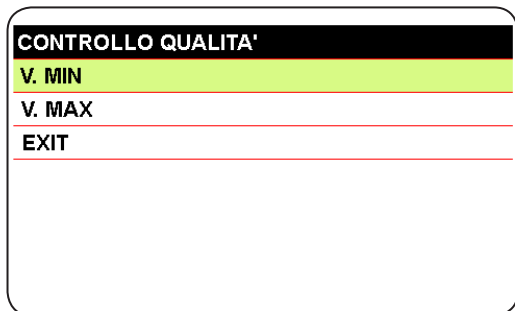 CONTROLLO QUALITA'
V. MIN
V. MAX
EXIT